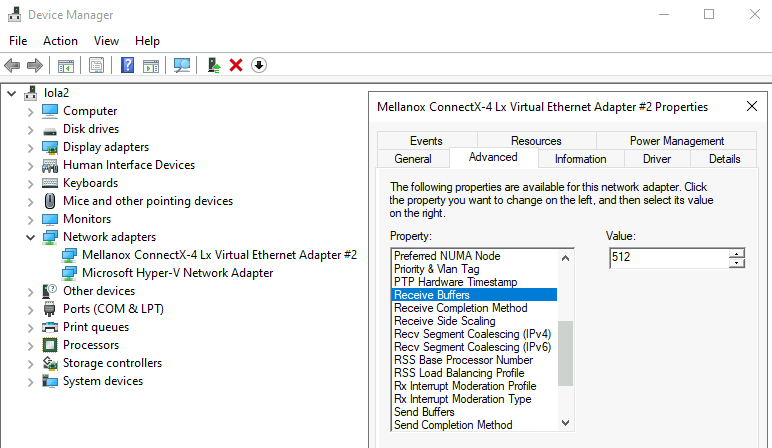 Device Manager
File Action View Help
lola2
Computer
Disk drives
Display adapters
Human Interface Devices
Keyboards
Mice and other pointing devices
Monitors
Network adapters
Mellanox ConnectX-4 Lx Virtual Ethernet Adapter #2
Microsoft Hyper-V Network Adapter
Other devices
Ports (COM & LPT)
Print queues
Processors
Storage controllers
System devices
Mellanox ConnectX-4 Lx Virtual Ethernet Adapter #2 Properties
Events Resources Power Management
General Advanced Information Driver Details
The following properties are available for this network adapter. Click
the property you want to change on the left, and then select its value
on the right.
Property:
Preferred NUMA Node
Priority & Vlan Tag
PTP Hardware Timestamp
Receive Buffers
Receive Completion Method
Receive Side Scaling
Recv Segment Coalescing (IPv4)
Recv Segment Coalescing (IPv6)
RSS Base Processor Number
RSS Load Balancing Profile
Rx Interrupt Moderation Profile
Rx Interrupt Moderation Type
Send Buffers
Send Completion Method
Value:
512